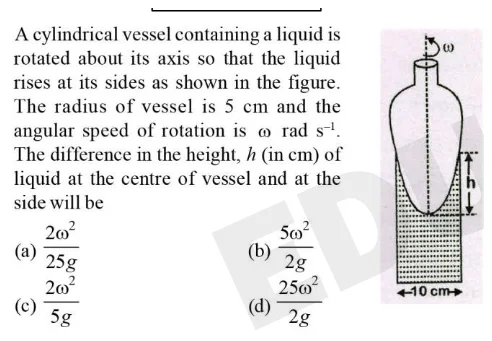 A cylindrical vessel containing a liquid is
rotated about its axis so that the liquid
rises at its sides as shown in the figure.
The radius of vessel is 5 cm and the
angular speed of rotation is ω rad s⁻¹.
The difference in the height, h (in cm) of
liquid at the centre of vessel and at the
side will be
(a) 2ω²/25g (b) 5ω²/2g
(c) 2ω²/5g (d) 25ω²/2g
ω
h
10 cm
EDU